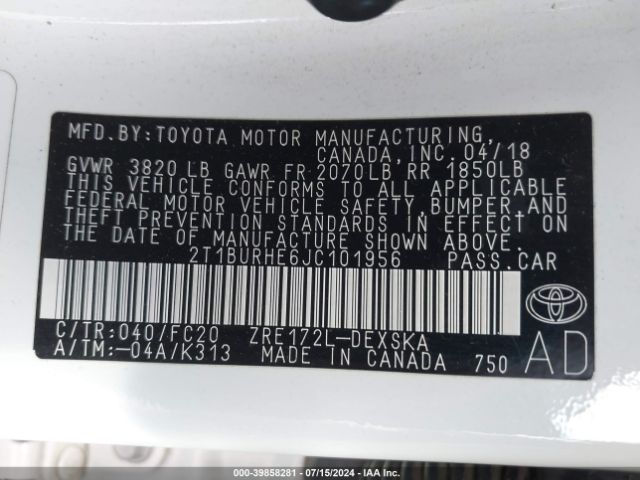 MFD.BY:TOYOTA MOTOR MANUFACTURING,
CANADA,INC. 04/18
GVWR 3820 LB GAWR FR 2070LB RR 1850LB
THIS VEHICLE CONFORMS TO ALL APPLICABLE
FEDERAL MOTOR VEHICLE SAFETY,BUMPER,AND
THEFT PREVENTION STANDARDS IN EFFECT ON
THE DATE OF MANUFACTURE SHOWN ABOVE.
2T1BURHE6JC101956 PASS.CAR
C/TR:040/FC20 ZRE172L-DEXSKA
A/TM:-04A/K313 MADE IN CANADA 750
AD
000-39858281 | 07/15/2024 | IAA Inc.